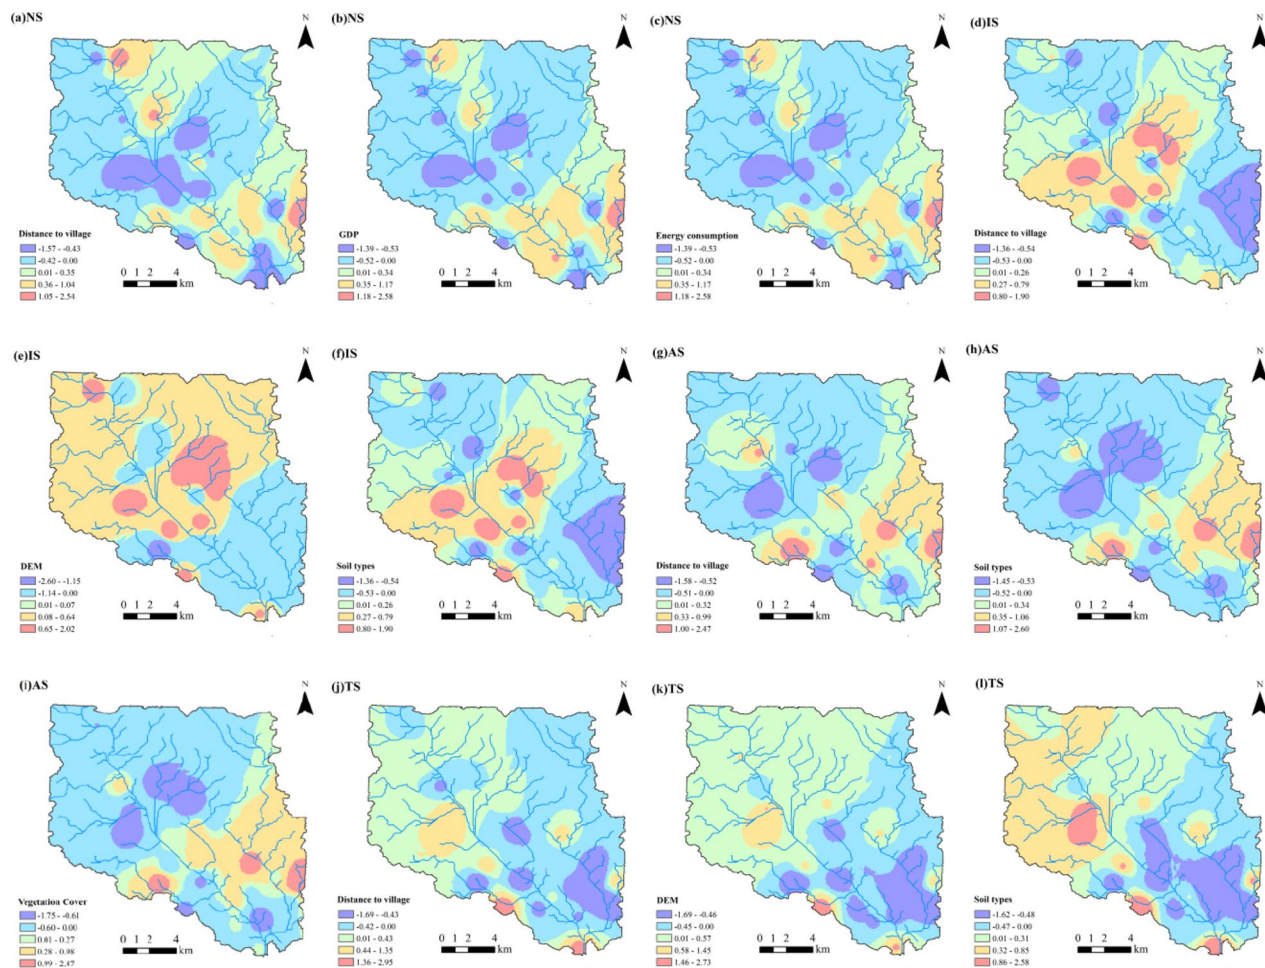 (a)NS
N
Distance to village
-1.57 - -0.43
-0.42 - 0.00
0.01 - 0.35
0.36 - 1.04
1.05 - 2.54
0 1 2 4
km
(b)NS
N
GDP
-1.39 - -0.53
-0.52 - 0.00
0.01 - 0.34
0.35 - 1.17
1.18 - 2.58
0 1 2 4
km
(c)NS
N
Energy consumption
-1.39 - -0.53
-0.52 - 0.00
0.01 - 0.34
0.35 - 1.17
1.18 - 2.58
0 1 2 4
km
(d)IS
N
Distance to village
-1.36 - -0.54
-0.53 - 0.00
0.01 - 0.26
0.27 - 0.79
0.80 - 1.90
0 1 2 4
km
(e)IS
N
DEM
-2.60 - -1.15
-1.14 - 0.00
0.01 - 0.07
0.08 - 0.64
0.65 - 2.02
0 1 2 4
km
(f)IS
N
Soil types
-1.36 - -0.54
-0.53 - 0.00
0.01 - 0.26
0.27 - 0.79
0.80 - 1.90
0 1 2 4
km
(g)AS
N
Distance to village
-1.58 - -0.52
-0.51 - 0.00
0.01 - 0.32
0.33 - 0.99
1.00 - 2.47
0 1 2 4
km
(h)AS
N
Soil types
-1.45 - -0.53
-0.52 - 0.00
0.01 - 0.34
0.35 - 1.06
1.07 - 2.60
0 1 2 4
km
(i)AS
N
Vegetation Cover
-1.75 - -0.61
-0.60 - 0.00
0.81 - 0.27
0.28 - 0.98
0.99 - 2.47
0 1 2 4
km
(j)TS
N
Distance to village
-1.69 - -0.43
-0.42 - 0.00
0.01 - 0.43
0.44 - 1.35
1.36 - 2.95
0 1 2 4
km
(k)TS
N
DEM
-1.69 - -0.46
-0.45 - 0.00
0.01 - 0.57
0.58 - 1.45
1.46 - 2.73
0 1 2 4
km
(l)TS
N
Soil types
-1.62 - -0.48
-0.47 - 0.00
0.01 - 0.31
0.32 - 0.85
0.86 - 2.58
0 1 2 4
km